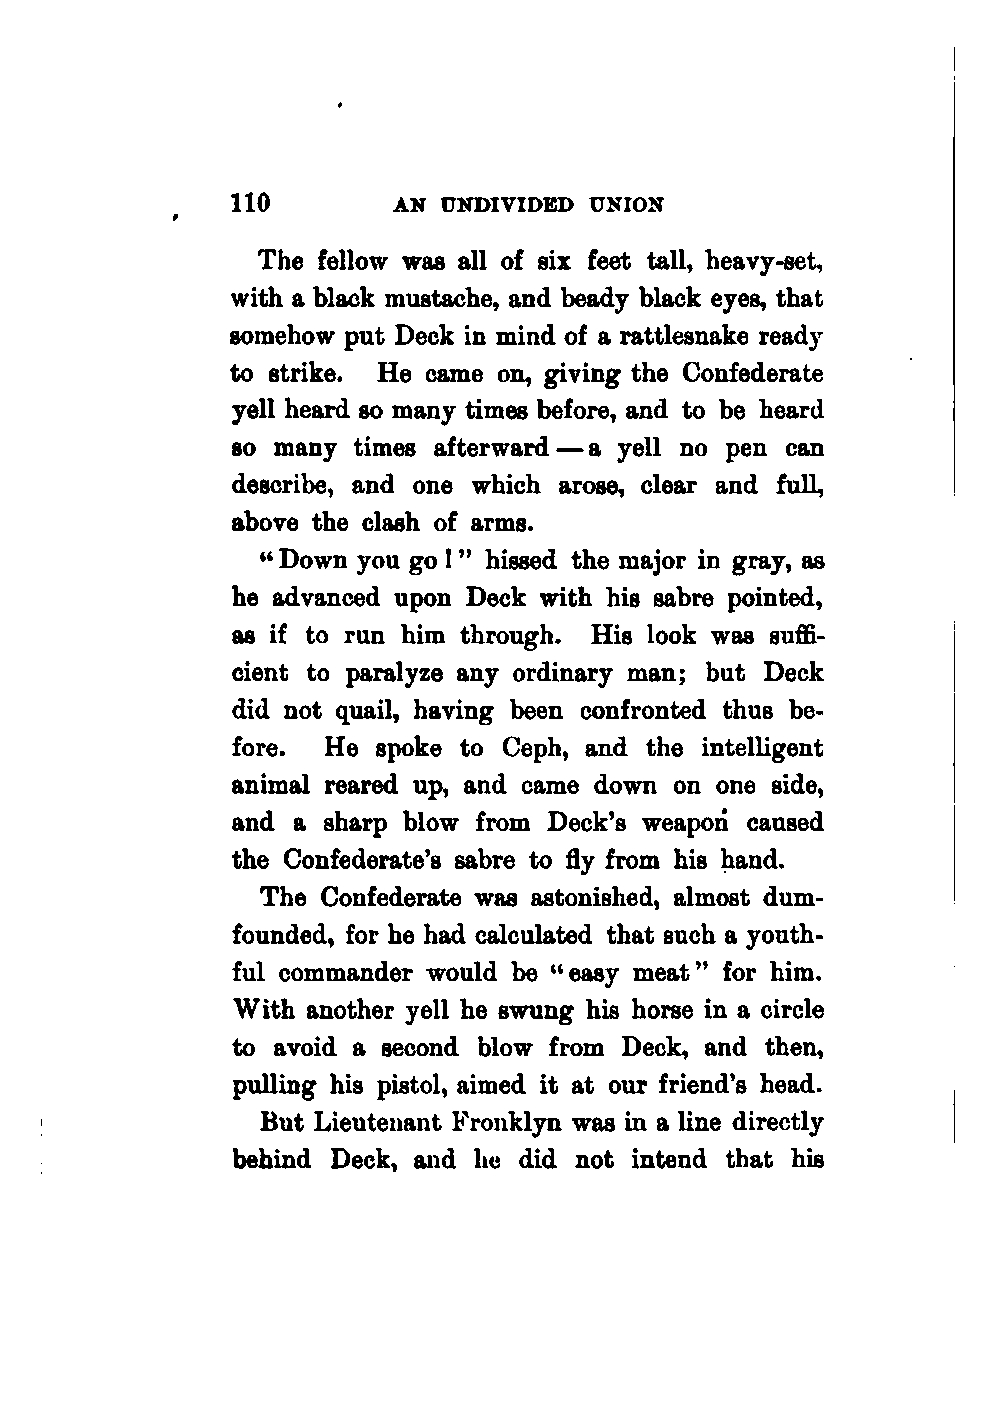 110 AN UNDIVIDED UNION
The fellow was all of six feet tall, heavy-set,
with a black mustache, and beady black eyes, that
somehow put Deck in mind of a rattlesnake ready
to strike. He came on, giving the Confederate
yell heard so many times before, and to be heard
so many times afterward — a yell no pen can
describe, and one which arose, clear and full,
above the clash of arms.
“Down you go!” hissed the major in gray, as
he advanced upon Deck with his sabre pointed,
as if to run him through. His look was suffi-
cient to paralyze any ordinary man; but Deck
did not quail, having been confronted thus be-
fore. He spoke to Ceph, and the intelligent
animal reared up, and came down on one side,
and a sharp blow from Deck’s weapon caused
the Confederate’s sabre to fly from his hand.
The Confederate was astonished, almost dum-
founded, for he had calculated that such a youth-
ful commander would be “easy meat” for him.
With another yell he swung his horse in a circle
to avoid a second blow from Deck, and then,
pulling his pistol, aimed it at our friend’s head.
But Lieutenant Fronklyn was in a line directly
behind Deck, and he did not intend that his